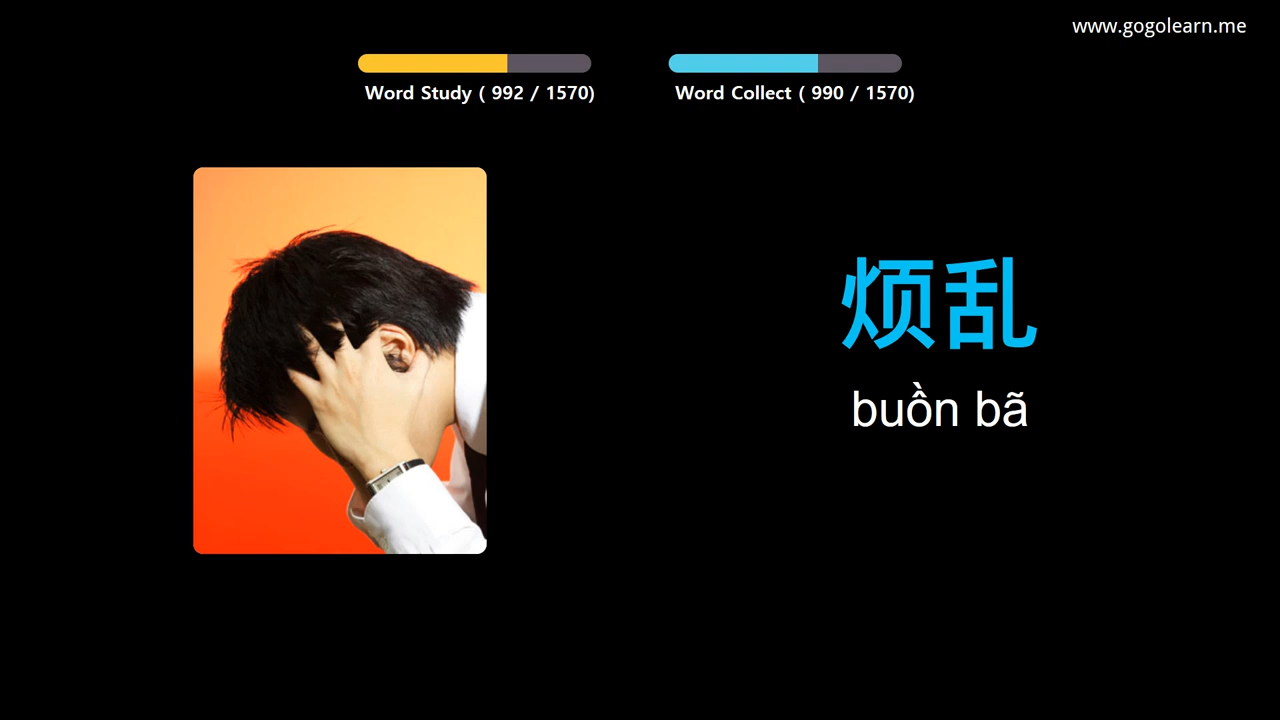 www.gogolearn.me
Word Study ( 992 / 1570)
Word Collect ( 990 / 1570)
烦乱
buồn bã